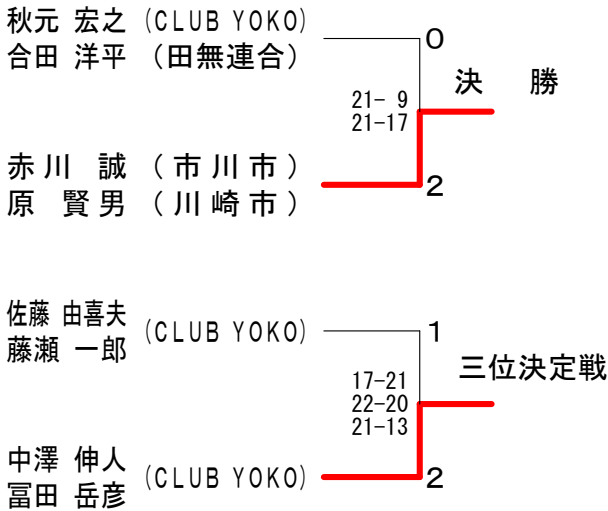 秋元 宏之 (CLUB YOKO)
合田 洋平 (田無連合)
0
決 勝
21- 9
21-17
赤川 誠 (市川市)
原 賢男 (川崎市)
2
佐藤 由喜夫
藤瀬 一郎
(CLUB YOKO)
1
三位決定戦
17-21
22-20
21-13
中澤 伸人
冨田 岳彦
(CLUB YOKO)
2